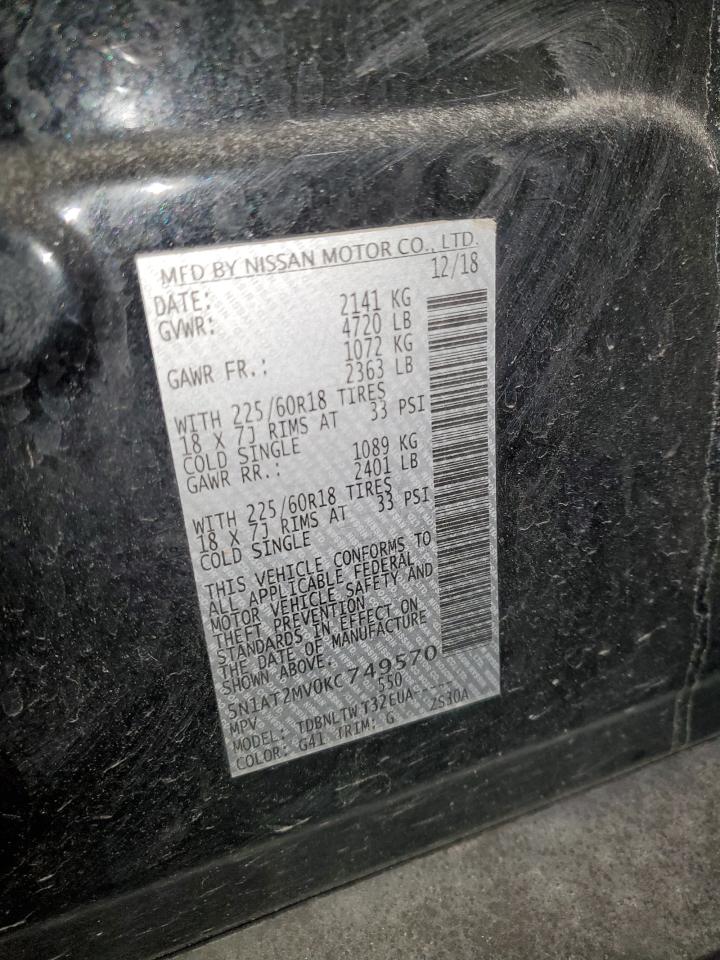 MFD BY NISSAN MOTOR CO., LTD.
DATE: 12/18
GVWR: 2141 KG
4720 LB
GAWR FR.: 1072 KG
2363 LB
WITH 225/60R18 TIRES
18 X 7J RIMS AT 33 PSI
COLD SINGLE
GAWR RR.: 1089 KG
2401 LB
WITH 225/60R18 TIRES
18 X 7J RIMS AT 33 PSI
COLD SINGLE
THIS VEHICLE CONFORMS TO
ALL APPLICABLE FEDERAL
MOTOR VEHICLE SAFETY AND
THEFT PREVENTION
STANDARDS IN EFFECT ON
THE DATE OF MANUFACTURE
SHOWN ABOVE.
5N1AT2MV0KC749570
MPV 550
MODEL: TDBNLTW T32EUA-----
COLOR: G41 TRIM: G 2S30A